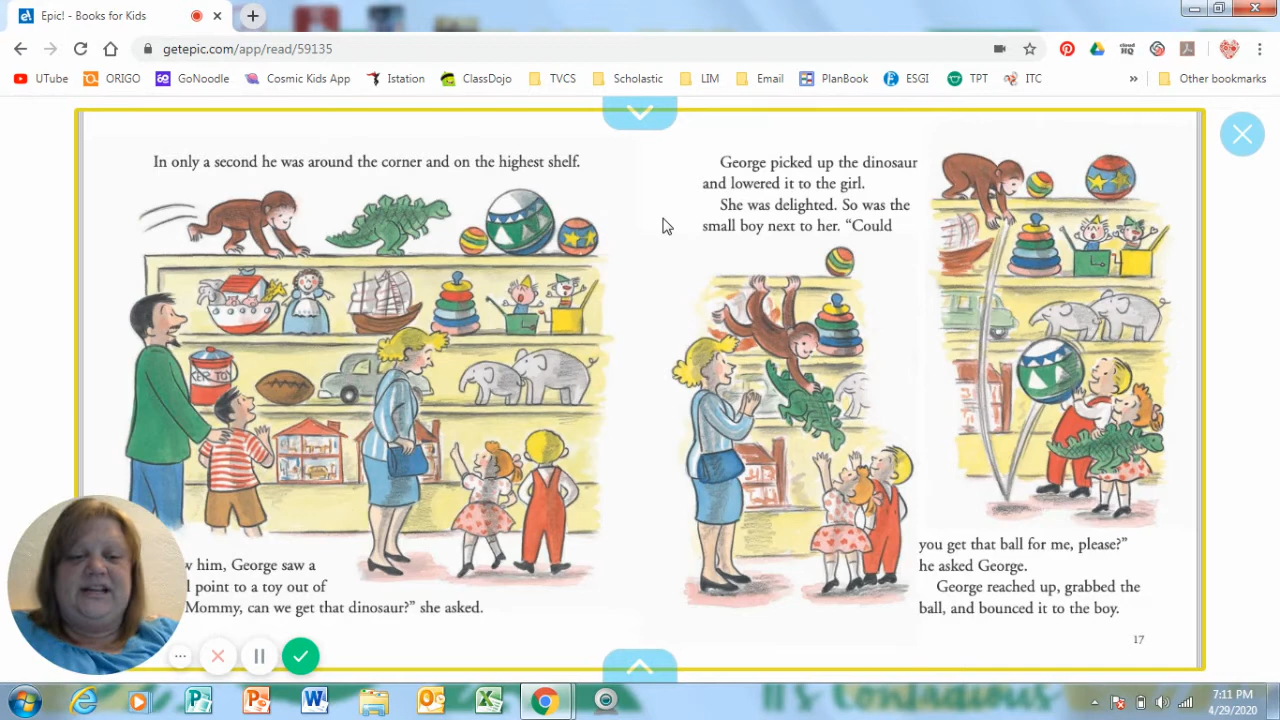 Epic! - Books for Kids
getepic.com/app/read/59135
UTube ORIGO GoNoodle Cosmic Kids App Istation ClassDojo TVCS Scholastic LIM Email PlanBook ESGI TPT ITC » Other bookmarks
cloud
HQ
In only a second he was around the corner and on the highest shelf.
him, George saw a
point to a toy out of
Mommy, can we get that dinosaur?” she asked.
George picked up the dinosaur
and lowered it to the girl.
She was delighted. So was the
small boy next to her. “Could
you get that ball for me, please?”
he asked George.
George reached up, grabbed the
ball, and bounced it to the boy.
17
7:11 PM
4/29/2020